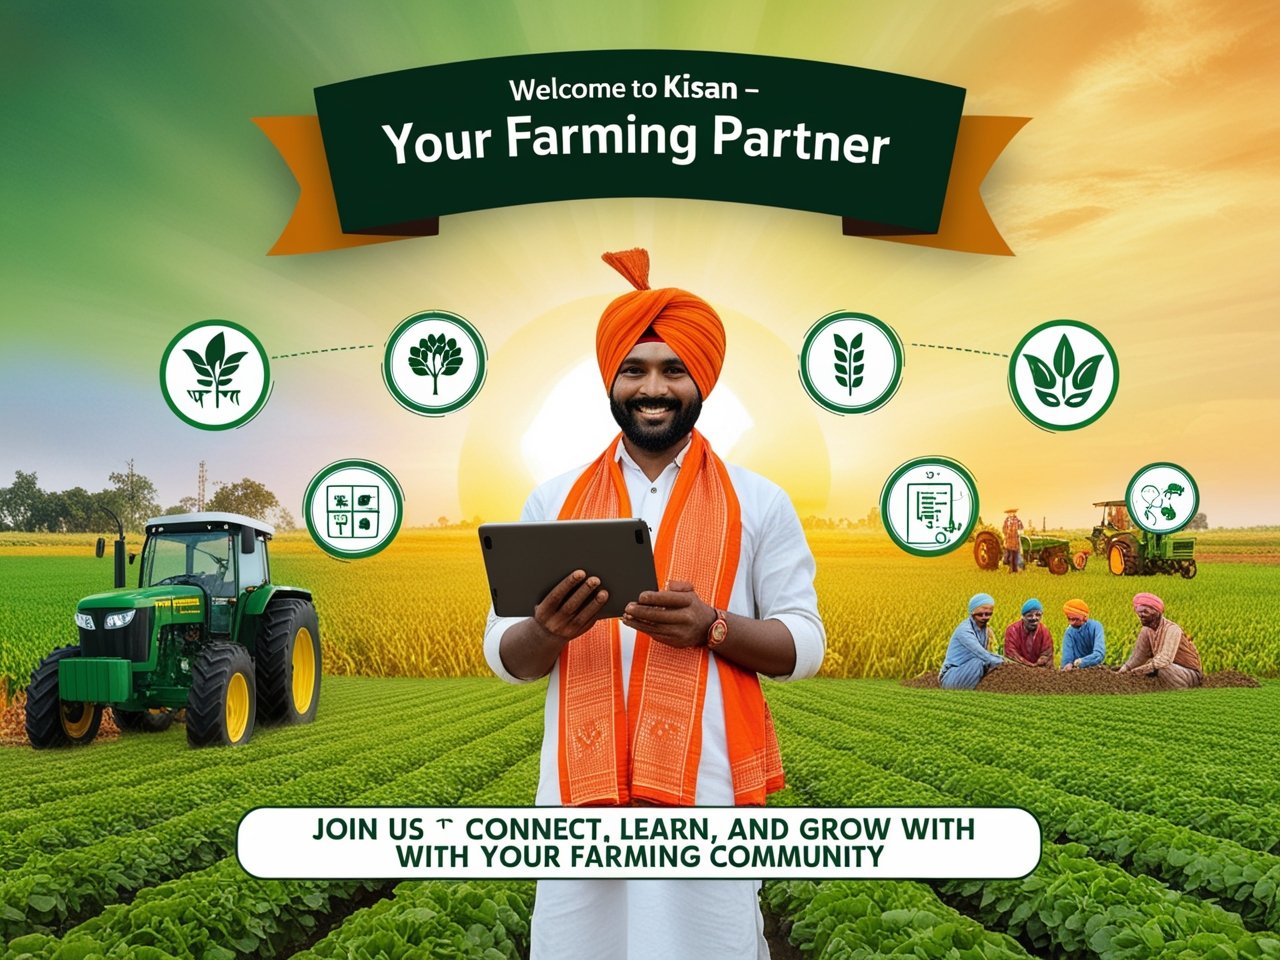 Welcome to Kisan –
Your Farming Partner
JOIN US CONNECT, LEARN, AND GROW WITH
WITH YOUR FARMING COMMUNITY